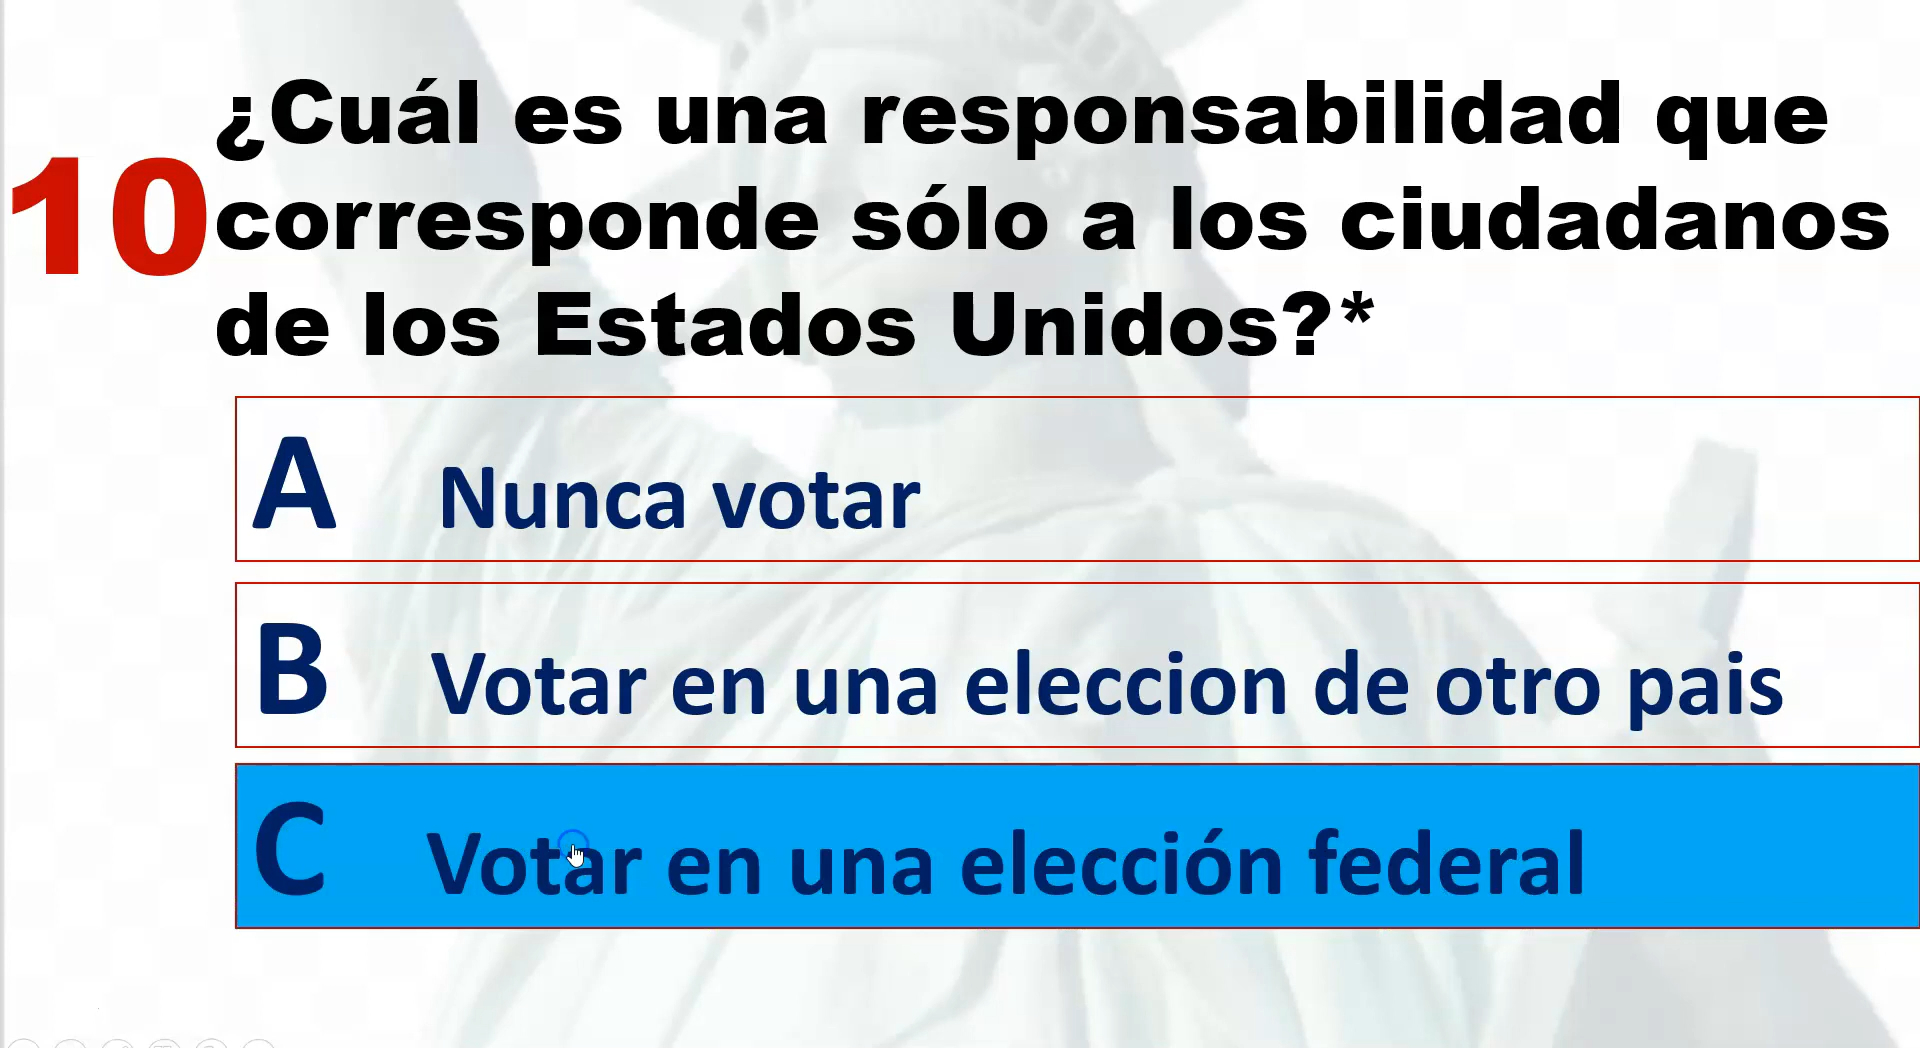 10
¿Cuál es una responsabilidad que
corresponde sólo a los ciudadanos
de los Estados Unidos?*
A Nunca votar
B Votar en una eleccion de otro pais
C Votar en una elección federal